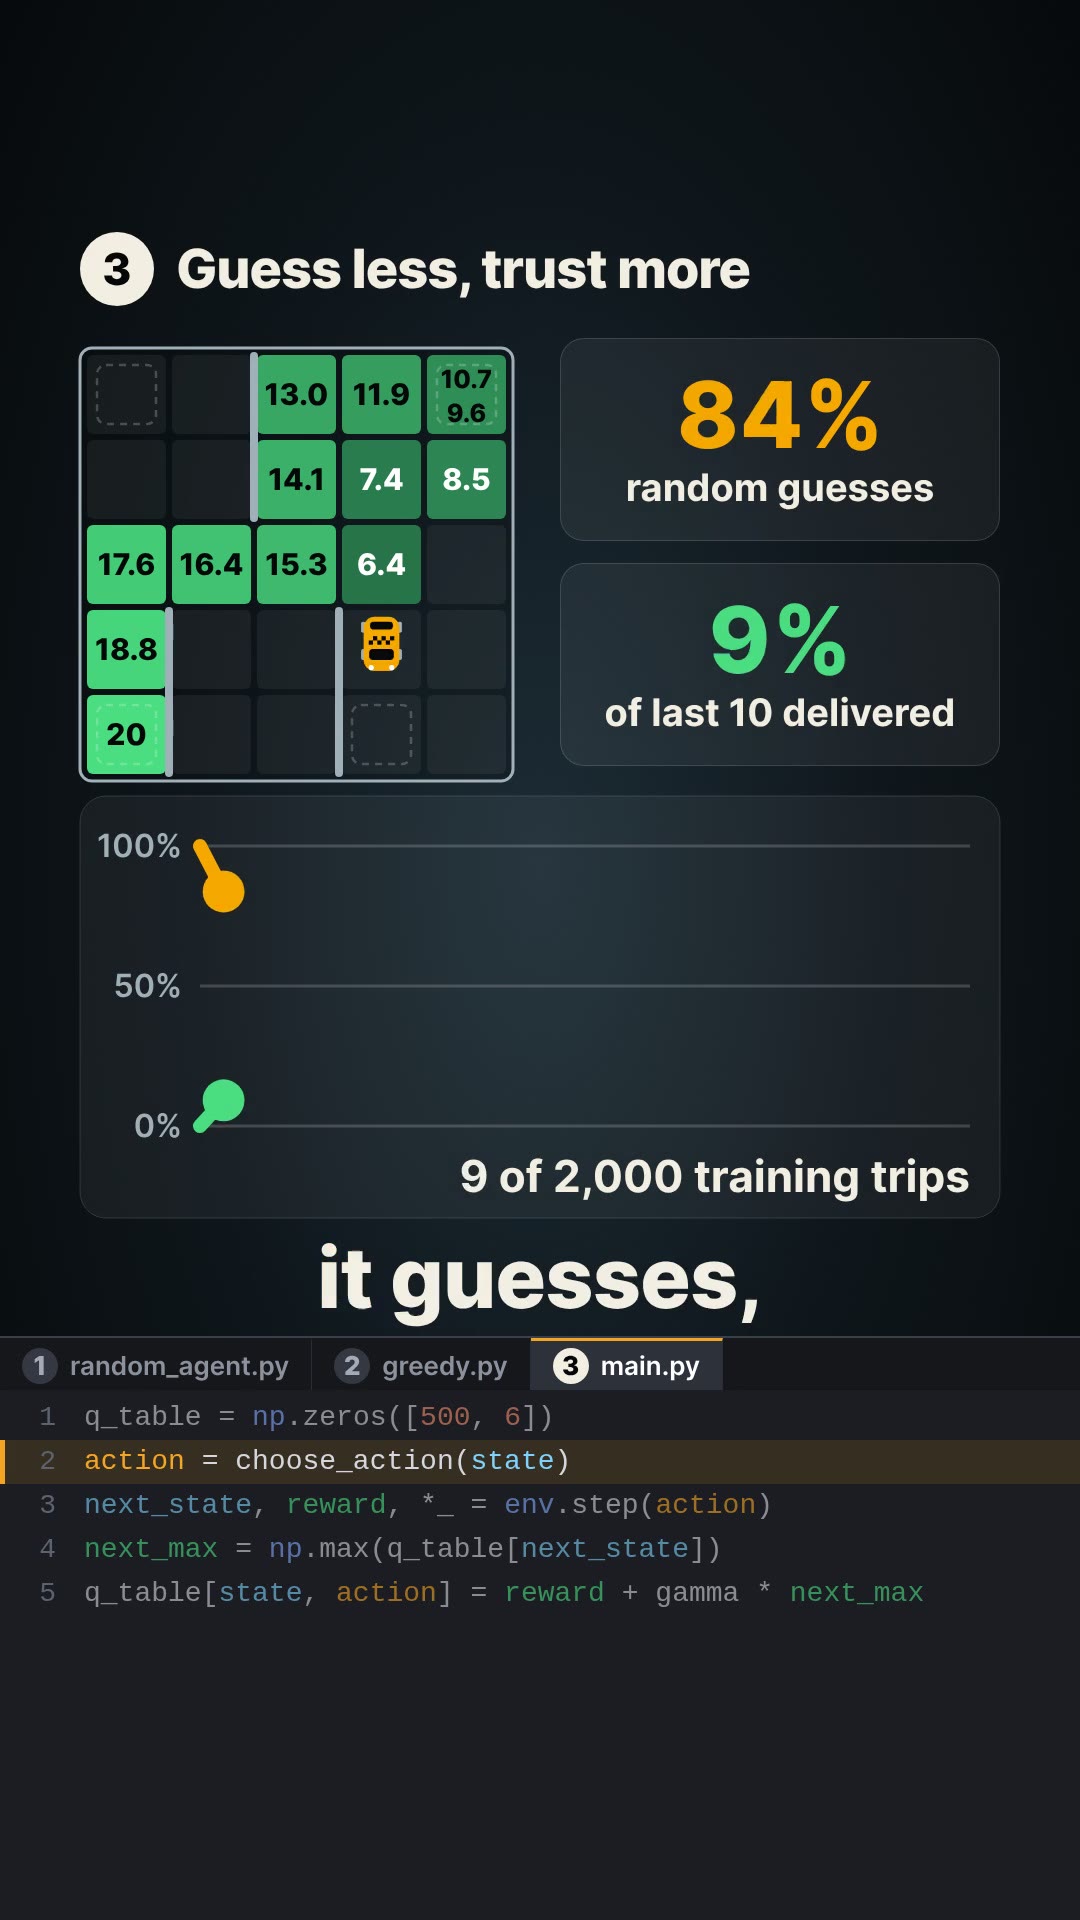 3 Guess less, trust more
13.0 11.9 10.7
9.6
14.1 7.4 8.5
17.6 16.4 15.3 6.4
18.8
20
84%
random guesses
9%
of last 10 delivered
100%
50%
0%
9 of 2,000 training trips
it guesses,
1 random_agent.py 2 greedy.py 3 main.py
1 q_table = np.zeros([500, 6])
2 action = choose_action(state)
3 next_state, reward, *_ = env.step(action)
4 next_max = np.max(q_table[next_state])
5 q_table[state, action] = reward + gamma * next_max